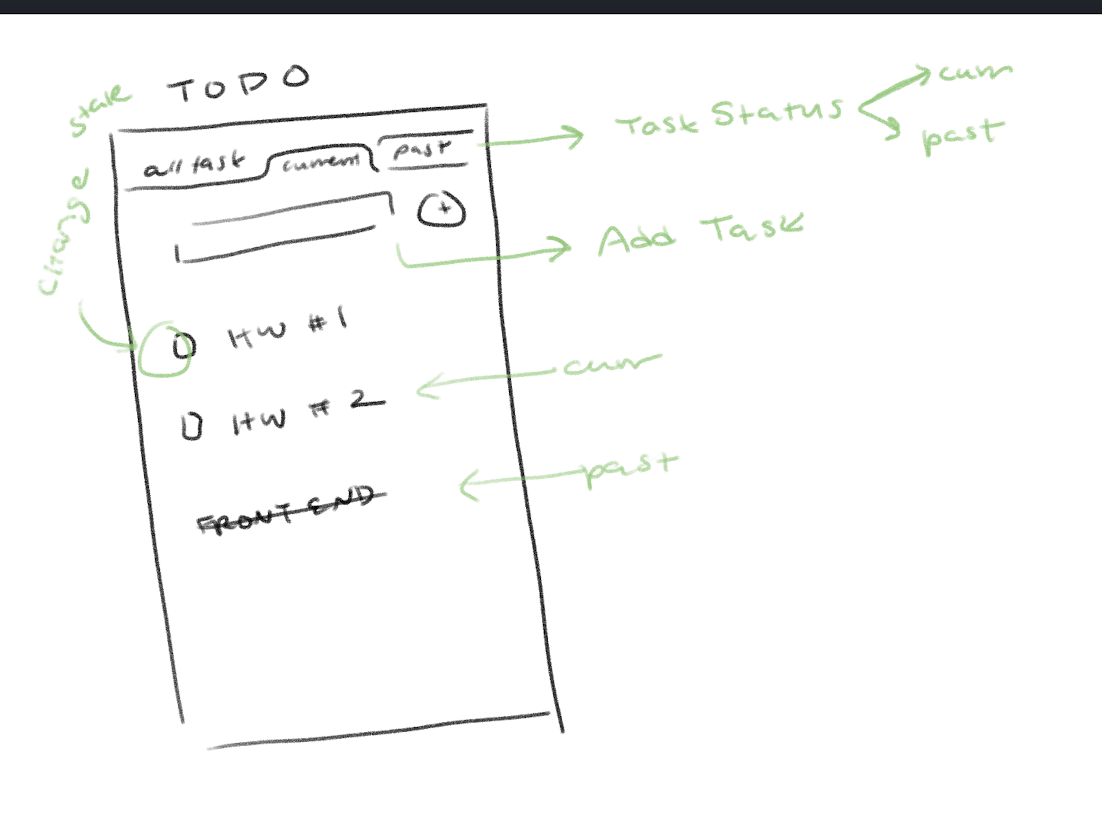 Change state
TODO
all task current past
Task Status
curr
past
+
Add Task
HW #1
HW # 2
curr
FRONT END
past